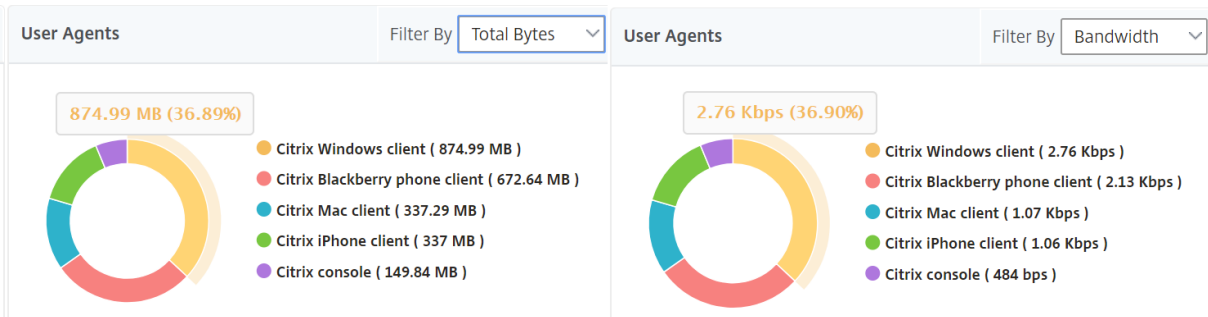 User Agents
Filter By Total Bytes
874.99 MB (36.89%)
Citrix Windows client ( 874.99 MB )
Citrix Blackberry phone client ( 672.64 MB )
Citrix Mac client ( 337.29 MB )
Citrix iPhone client ( 337 MB )
Citrix console ( 149.84 MB )
User Agents
Filter By Bandwidth
2.76 Kbps (36.90%)
Citrix Windows client ( 2.76 Kbps )
Citrix Blackberry phone client ( 2.13 Kbps )
Citrix Mac client ( 1.07 Kbps )
Citrix iPhone client ( 1.06 Kbps )
Citrix console ( 484 bps )